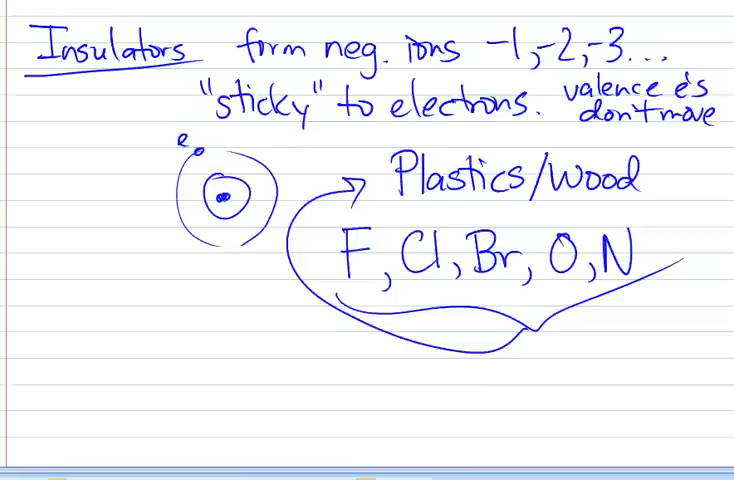 Insulators form neg. ions -1,-2,-3...
"sticky" to electrons. valence e's don't move
e
Plastics/Wood
F, Cl, Br, O, N